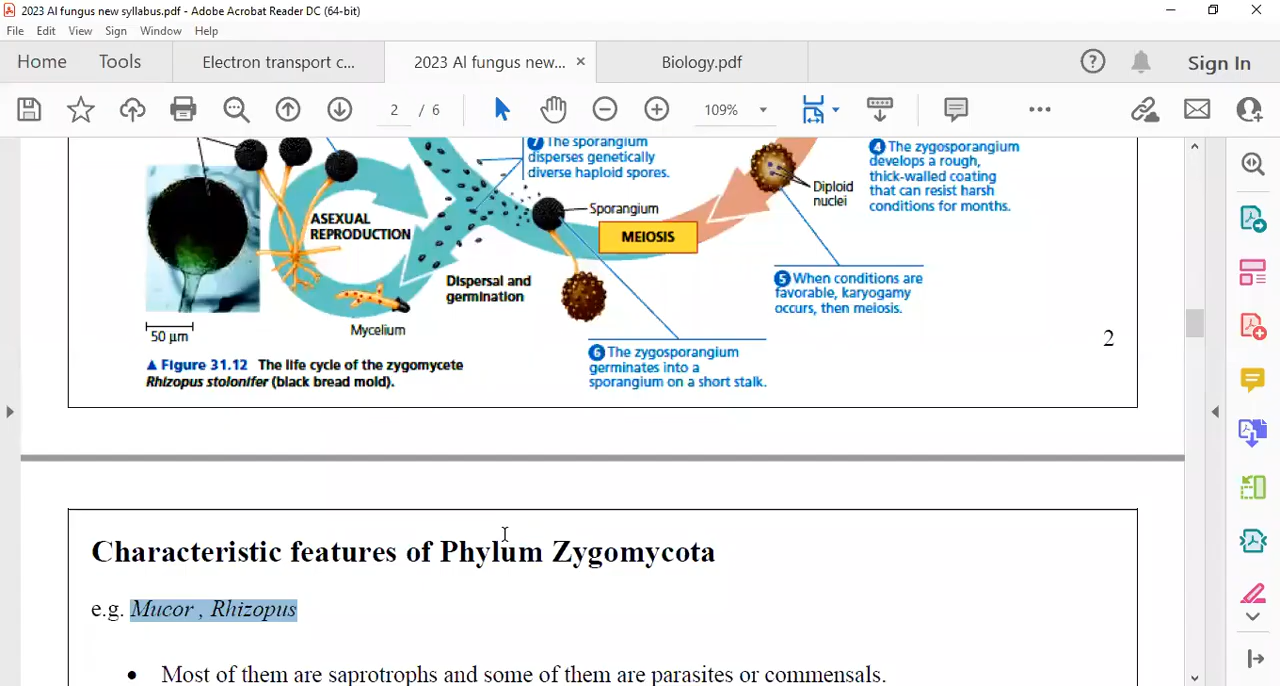 2023 Al fungus new syllabus.pdf - Adobe Acrobat Reader DC (64-bit)
File Edit View Sign Window Help
Home Tools Electron transport c... 2023 Al fungus new... × Biology.pdf Sign In
2 / 6 109%
7 The sporangium
disperses genetically
diverse haploid spores.
4 The zygosporangium
develops a rough,
thick-walled coating
that can resist harsh
conditions for months.
Diploid
nuclei
Sporangium
ASEXUAL
REPRODUCTION
MEIOSIS
Dispersal and
germination
5 When conditions are
favorable, karyogamy
occurs, then meiosis.
Mycelium
50 μm
2
6 The zygosporangium
germinates into a
sporangium on a short stalk.
▲ Figure 31.12 The life cycle of the zygomycete
Rhizopus stolonifer (black bread mold).
Characteristic features of Phylum Zygomycota
e.g. Mucor , Rhizopus
• Most of them are saprotrophs and some of them are parasites or commensals.